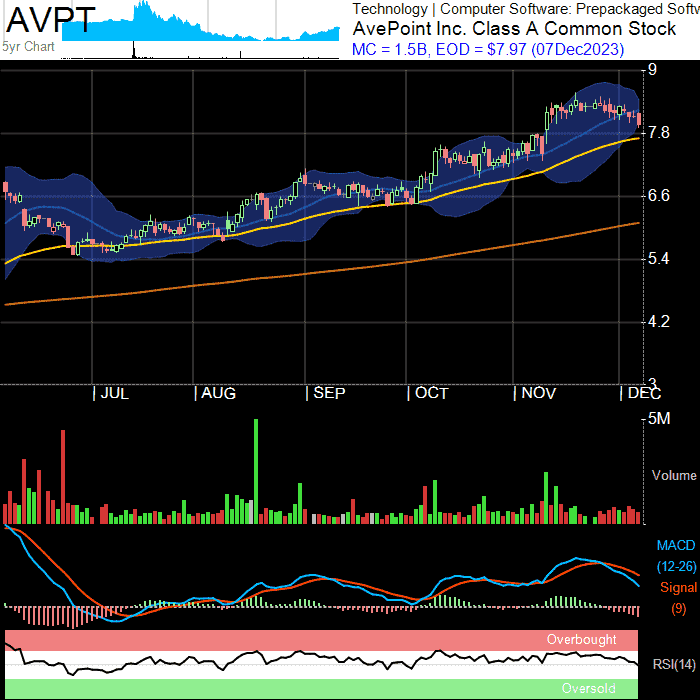 AVPT
5yr Chart
Technology | Computer Software: Prepackaged Softw
AvePoint Inc. Class A Common Stock
MC = 1.5B, EOD = $7.97 (07Dec2023)
9
7.8
6.6
5.4
4.2
3
JUL AUG SEP OCT NOV DEC
5M
Volume
MACD
(12-26)
Signal
(9)
Overbought
RSI(14)
Oversold